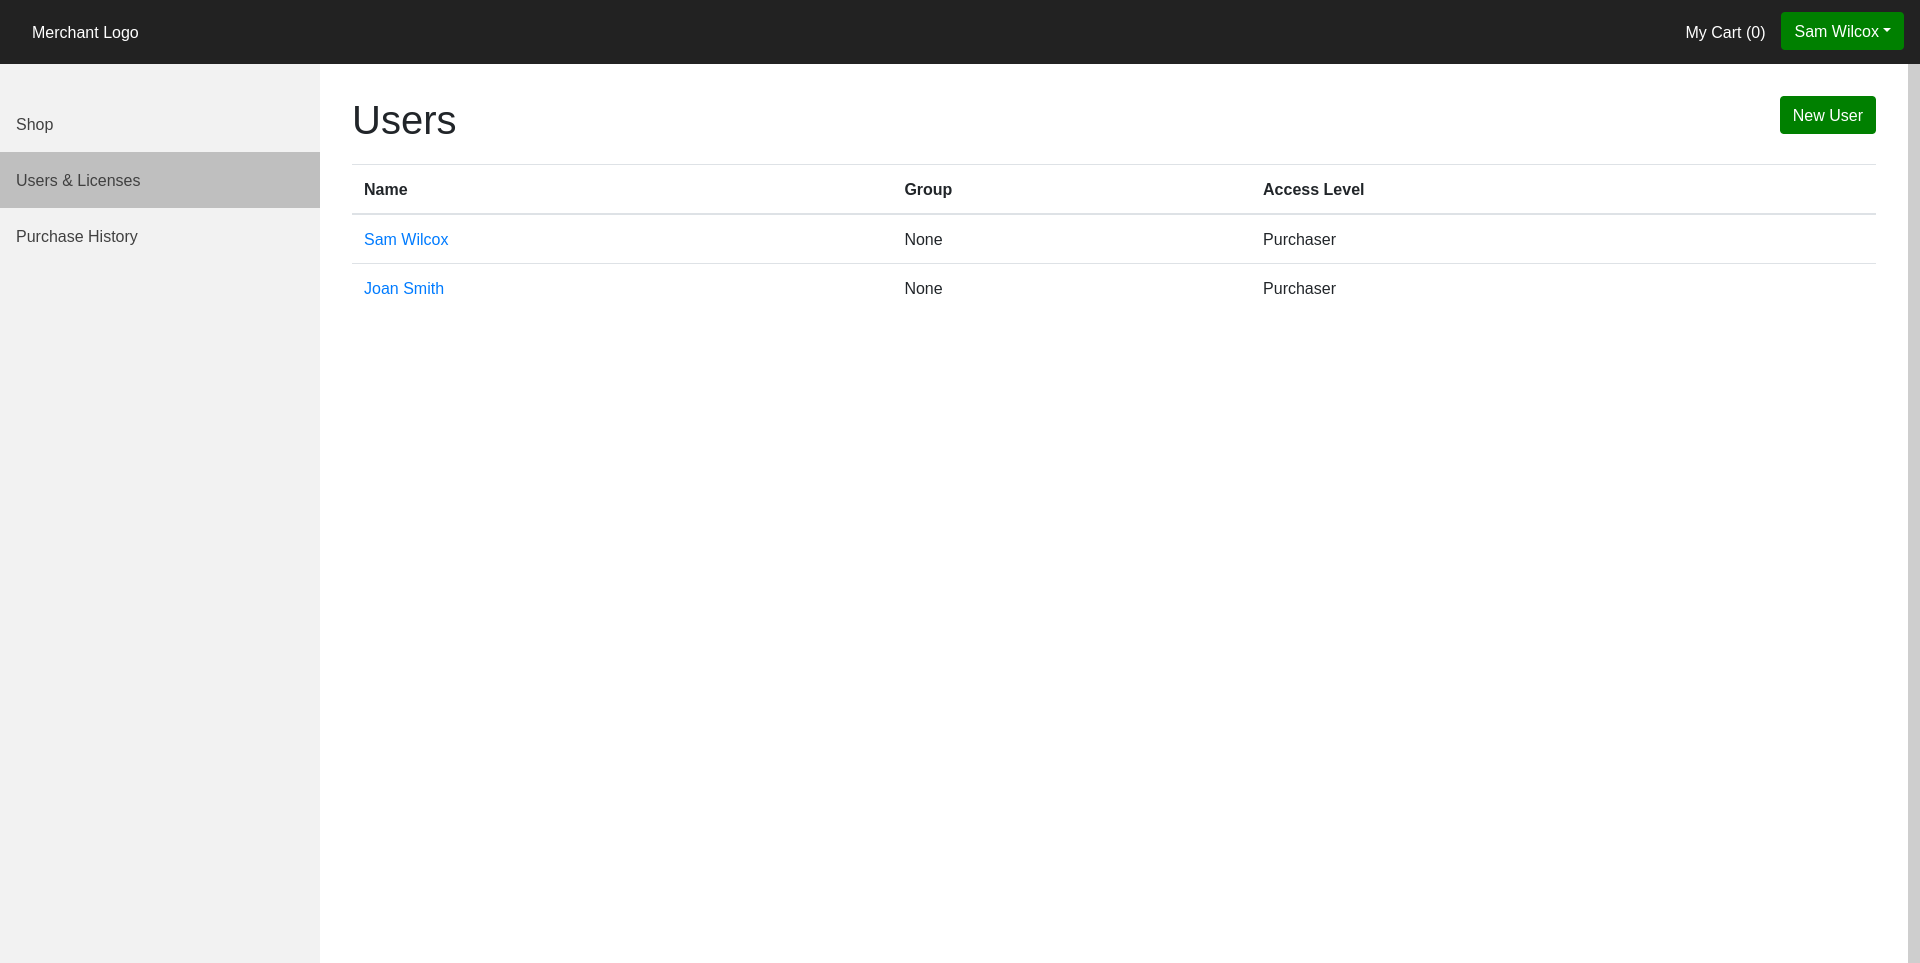 Merchant Logo
My Cart (0)
Sam Wilcox
Shop
Users & Licenses
Purchase History
Users
New User
Name Group Access Level
Sam Wilcox None Purchaser
Joan Smith None Purchaser